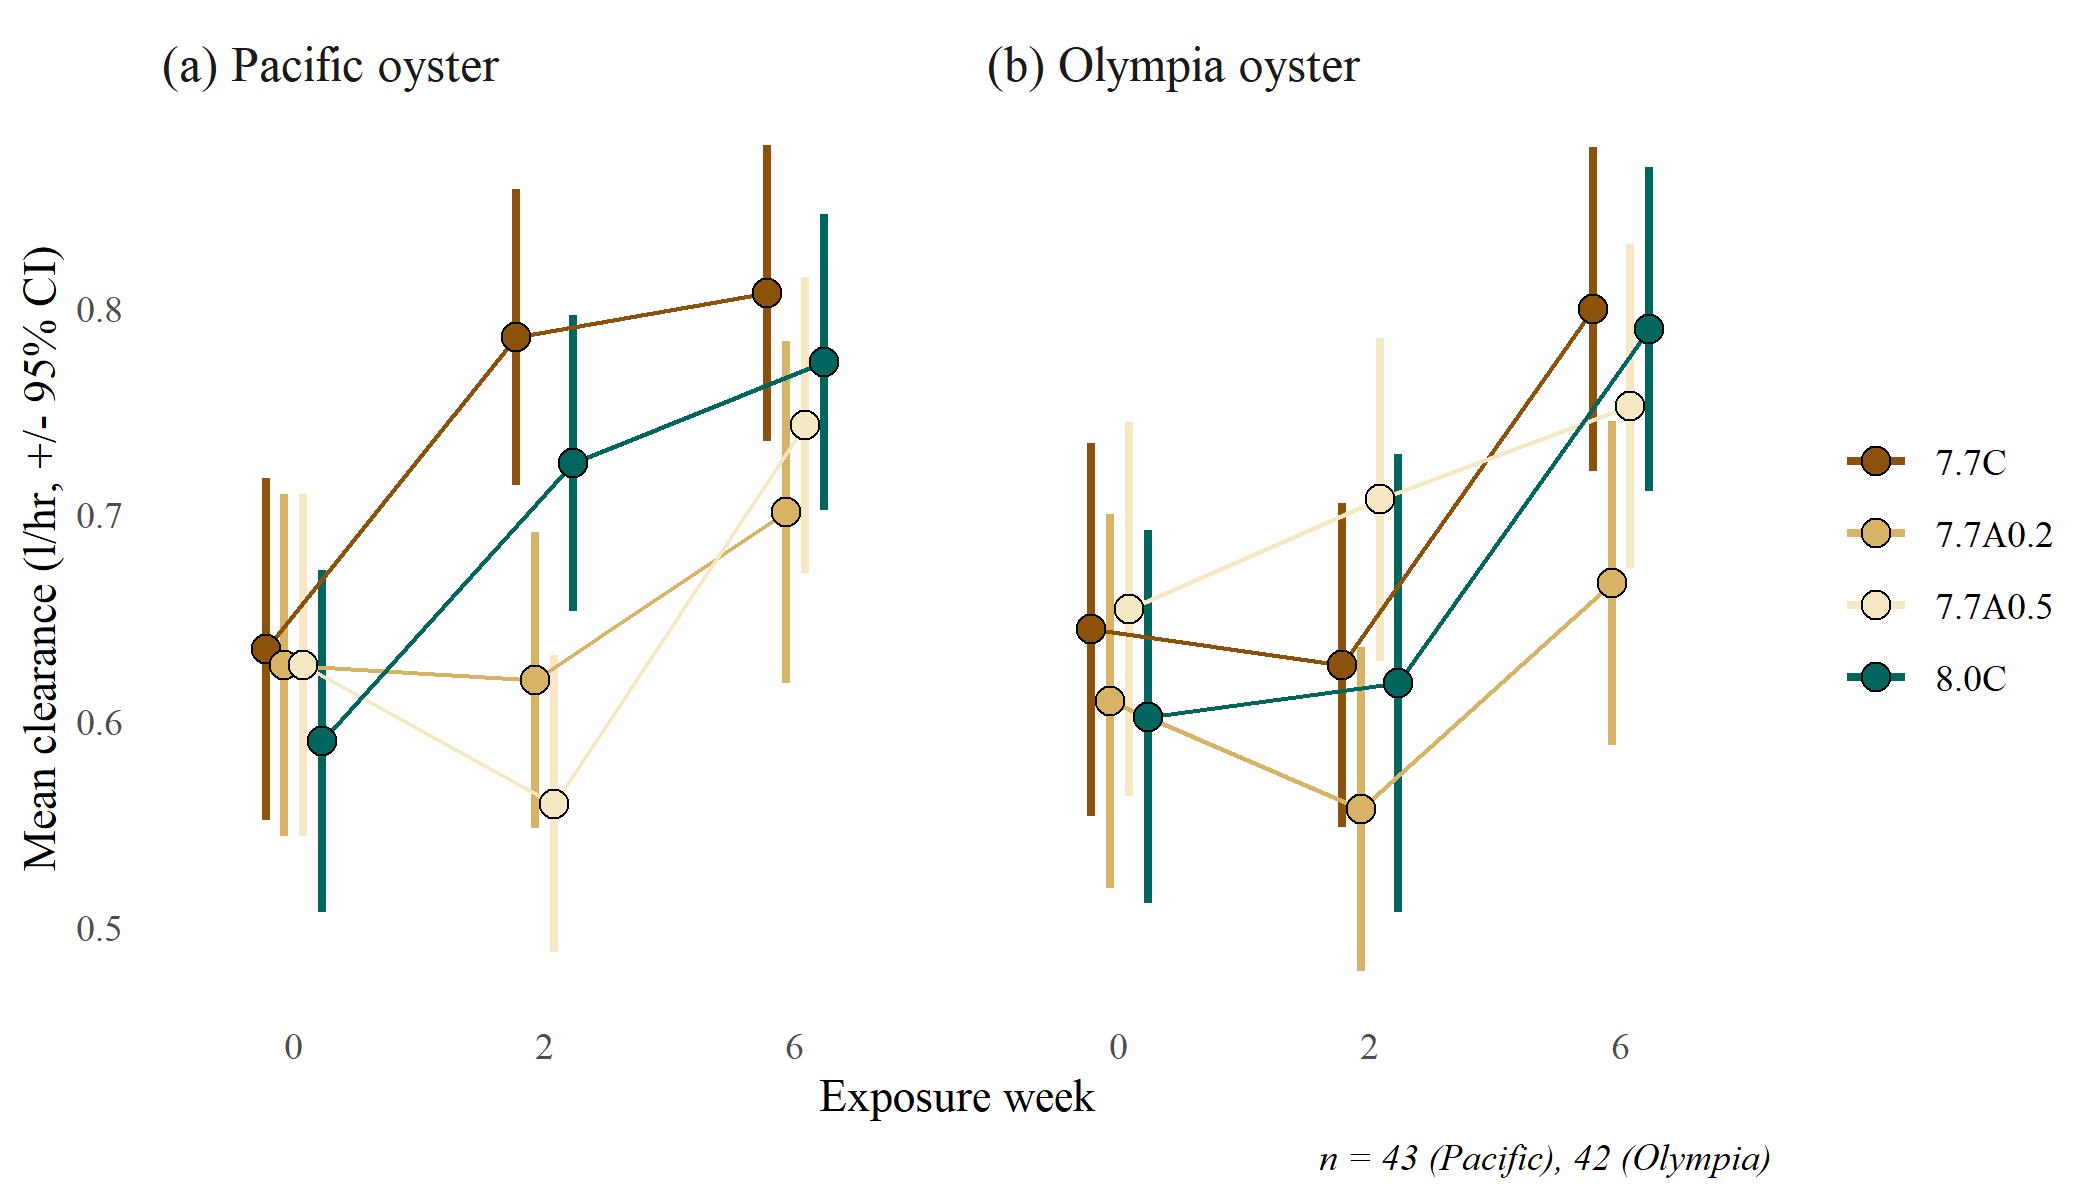 (a) Pacific oyster
(b) Olympia oyster
Mean clearance (l/hr, +/- 95% CI)
0.8
0.7
0.6
0.5
0 2 6
0 2 6
Exposure week
7.7C
7.7A0.2
7.7A0.5
8.0C
n = 43 (Pacific), 42 (Olympia)